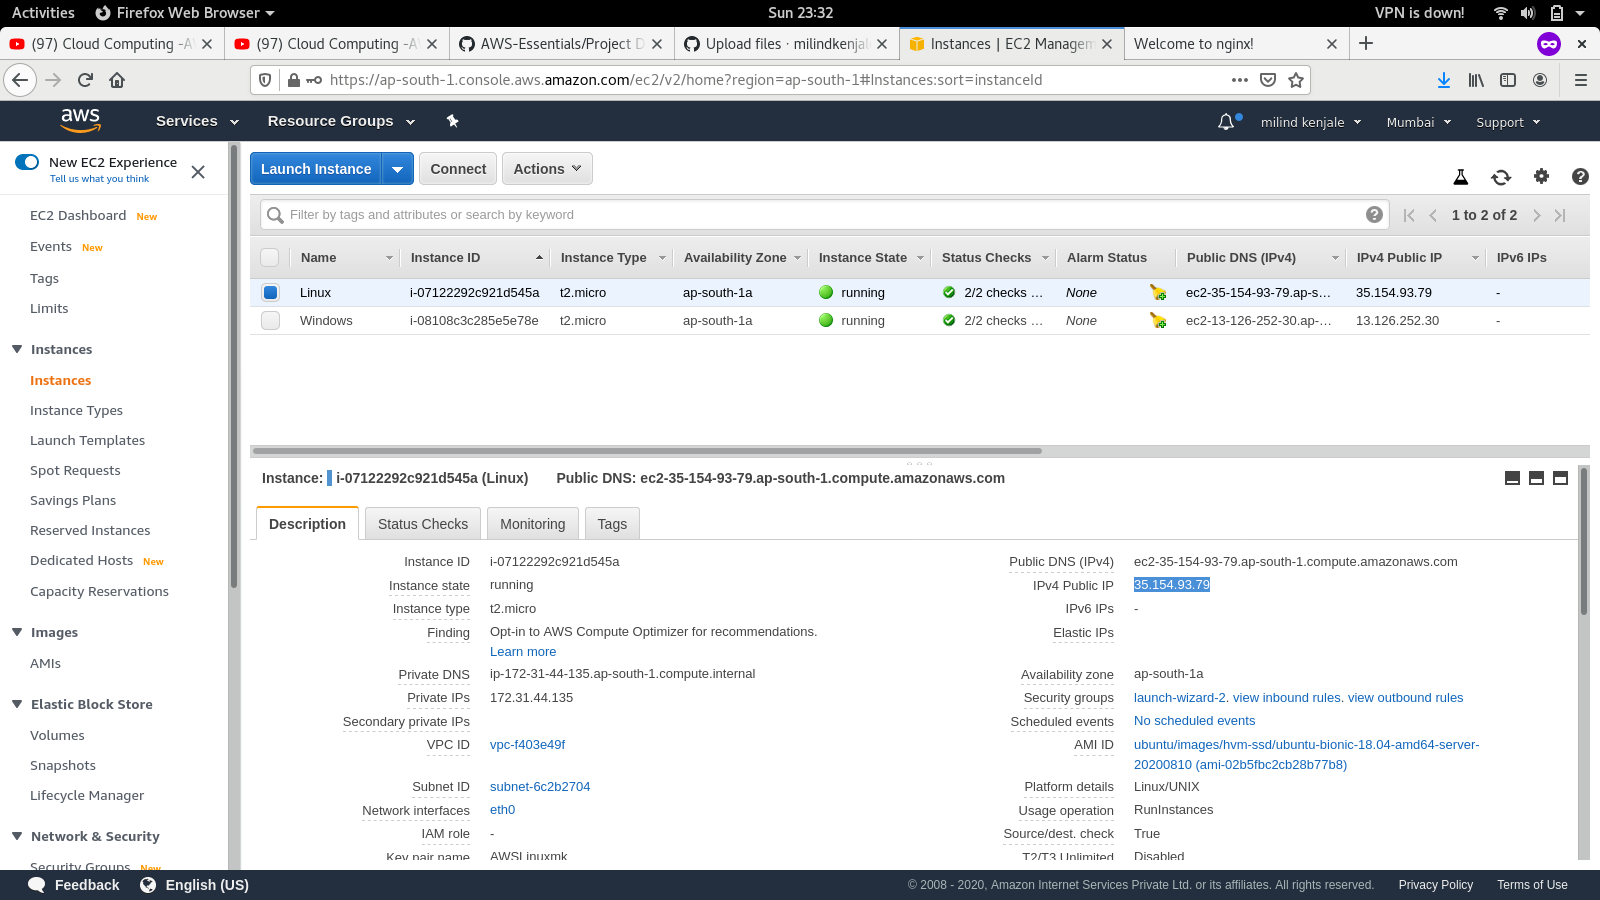 Activities Firefox Web Browser Sun 23:32 VPN is down!
(97) Cloud Computing -A (97) Cloud Computing -A AWS-Essentials/Project D Upload files · milindkenjal Instances | EC2 Managem Welcome to nginx!
https://ap-south-1.console.aws.amazon.com/ec2/v2/home?region=ap-south-1#Instances:sort=instanceId
aws Services Resource Groups milind kenjale Mumbai Support
New EC2 Experience
Tell us what you think
EC2 Dashboard New
Events New
Tags
Limits
Instances
Instances
Instance Types
Launch Templates
Spot Requests
Savings Plans
Reserved Instances
Dedicated Hosts New
Capacity Reservations
Images
AMIs
Elastic Block Store
Volumes
Snapshots
Lifecycle Manager
Network & Security
Security Groups New
Launch Instance Connect Actions
Filter by tags and attributes or search by keyword 1 to 2 of 2
Name Instance ID Instance Type Availability Zone Instance State Status Checks Alarm Status Public DNS (IPv4) IPv4 Public IP IPv6 IPs
Linux i-07122292c921d545a t2.micro ap-south-1a running 2/2 checks ... None ec2-35-154-93-79.ap-s... 35.154.93.79 -
Windows i-08108c3c285e5e78e t2.micro ap-south-1a running 2/2 checks ... None ec2-13-126-252-30.ap-... 13.126.252.30 -
Instance: i-07122292c921d545a (Linux) Public DNS: ec2-35-154-93-79.ap-south-1.compute.amazonaws.com
Description Status Checks Monitoring Tags
Instance ID i-07122292c921d545a Public DNS (IPv4) ec2-35-154-93-79.ap-south-1.compute.amazonaws.com
Instance state running IPv4 Public IP 35.154.93.79
Instance type t2.micro IPv6 IPs -
Finding Opt-in to AWS Compute Optimizer for recommendations. Elastic IPs
Learn more
Private DNS ip-172-31-44-135.ap-south-1.compute.internal Availability zone ap-south-1a
Private IPs 172.31.44.135 Security groups launch-wizard-2. view inbound rules. view outbound rules
Secondary private IPs Scheduled events No scheduled events
VPC ID vpc-f403e49f AMI ID ubuntu/images/hvm-ssd/ubuntu-bionic-18.04-amd64-server-
20200810 (ami-02b5fbc2cb28b77b8)
Subnet ID subnet-6c2b2704 Platform details Linux/UNIX
Network interfaces eth0 Usage operation RunInstances
IAM role - Source/dest. check True
Key pair name AWSLinuxmk T2/T3 Unlimited Disabled
Feedback English (US) © 2008 - 2020, Amazon Internet Services Private Ltd. or its affiliates. All rights reserved. Privacy Policy Terms of Use